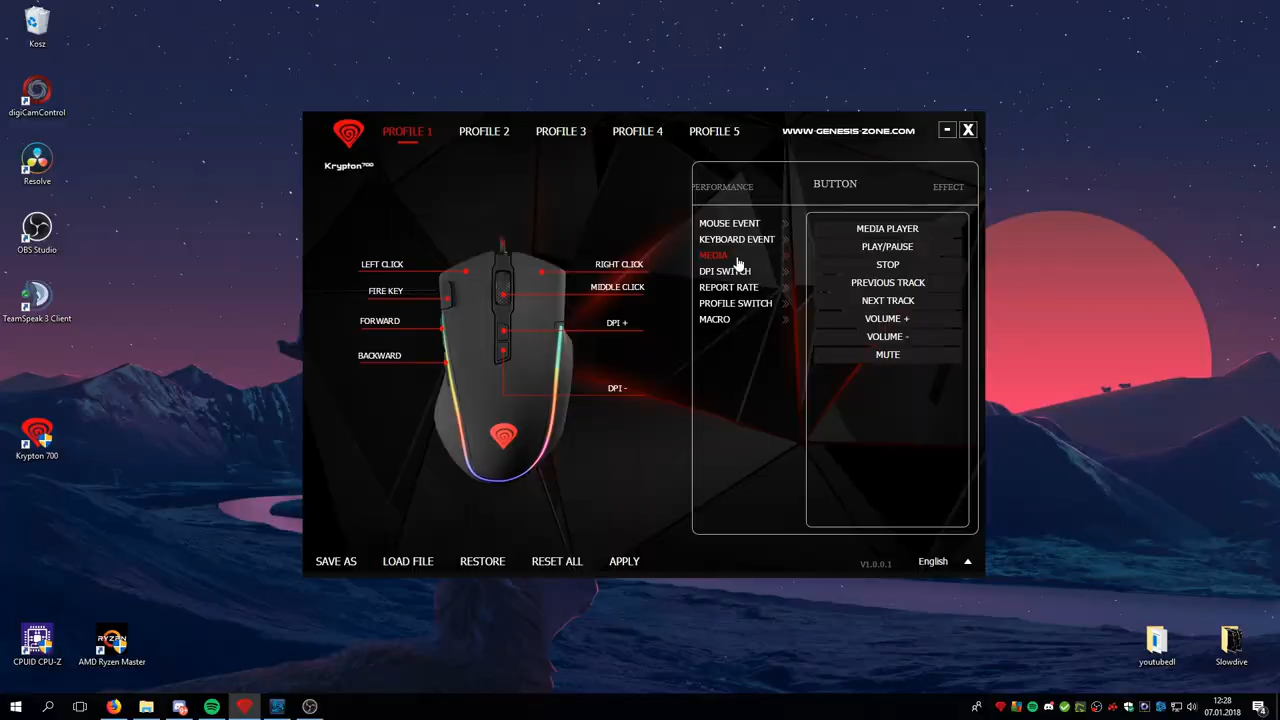 Kosz
digiCamControl
Resolve
OBS Studio
TeamSpeak 3 Client
Krypton 700
CPUID CPU-Z
RYZEN
AMD Ryzen Master
PROFILE 1
PROFILE 2
PROFILE 3
PROFILE 4
PROFILE 5
WWW-GENESIS-ZONE.COM
-
X
Krypton700
PERFORMANCE
BUTTON
EFFECT
LEFT CLICK
FIRE KEY
FORWARD
BACKWARD
RIGHT CLICK
MIDDLE CLICK
DPI +
DPI -
MOUSE EVENT
KEYBOARD EVENT
MEDIA
DPI SWITCH
REPORT RATE
PROFILE SWITCH
MACRO
MEDIA PLAYER
PLAY/PAUSE
STOP
PREVIOUS TRACK
NEXT TRACK
VOLUME +
VOLUME -
MUTE
SAVE AS
LOAD FILE
RESTORE
RESET ALL
APPLY
V1.0.0.1
English
youtubedl
Slowdive
12:28
07.01.2018
4